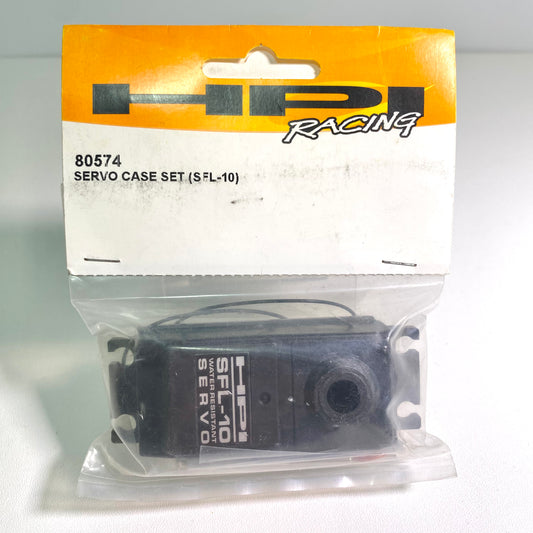 HPI
RACING
80574
SERVO CASE SET (SFL-10)
HPI
SFL-10
WATER RESISTANT
SERVO